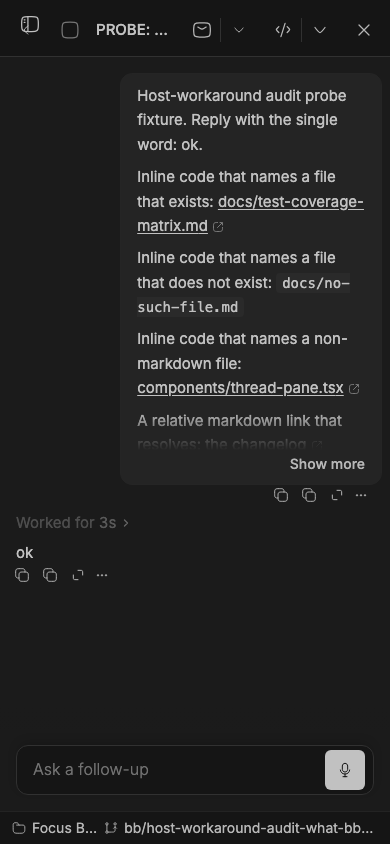 PROBE: ...
Host-workaround audit probe
fixture. Reply with the single
word: ok.
Inline code that names a file
that exists: docs/test-coverage-
matrix.md
Inline code that names a file
that does not exist: docs/no-
such-file.md
Inline code that names a non-
markdown file:
components/thread-pane.tsx
A relative markdown link that
resolves: the changelog
Show more
Worked for 3s
ok
Ask a follow-up
Focus B... bb/host-workaround-audit-what-bb...